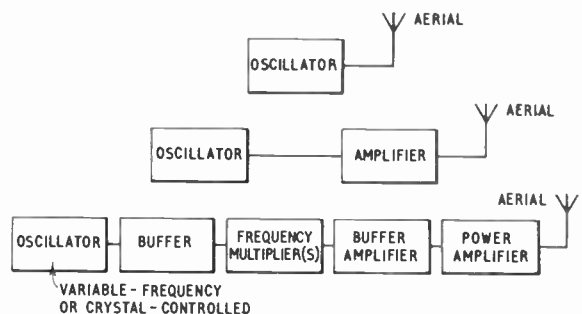 AERIAL
OSCILLATOR
AERIAL
OSCILLATOR
AMPLIFIER
AERIAL
OSCILLATOR
BUFFER
FREQUENCY
MULTIPLIER(S)
BUFFER
AMPLIFIER
POWER
AMPLIFIER
VARIABLE-FREQUENCY
OR CRYSTAL-CONTROLLED